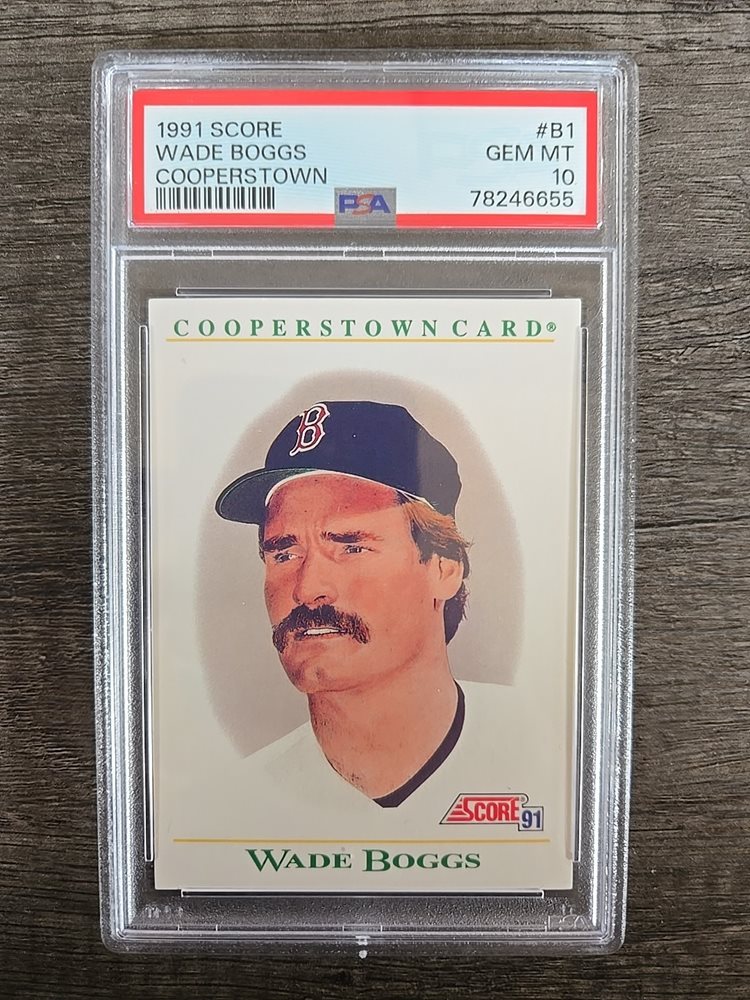 1991 SCORE #B1
WADE BOGGS GEM MT
COOPERSTOWN 10
PSA 78246655
COOPERSTOWN CARD®
B
SCORE® 91
WADE BOGGS